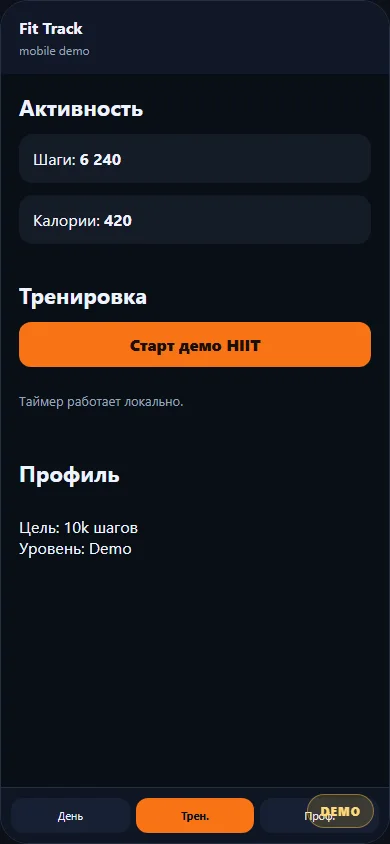 Fit Track
mobile demo
Активность
Шаги: 6 240
Калории: 420
Тренировка
Старт демо HIIT
Таймер работает локально.
Профиль
Цель: 10k шагов
Уровень: Demo
День
Трен.
Проф.
DEMO